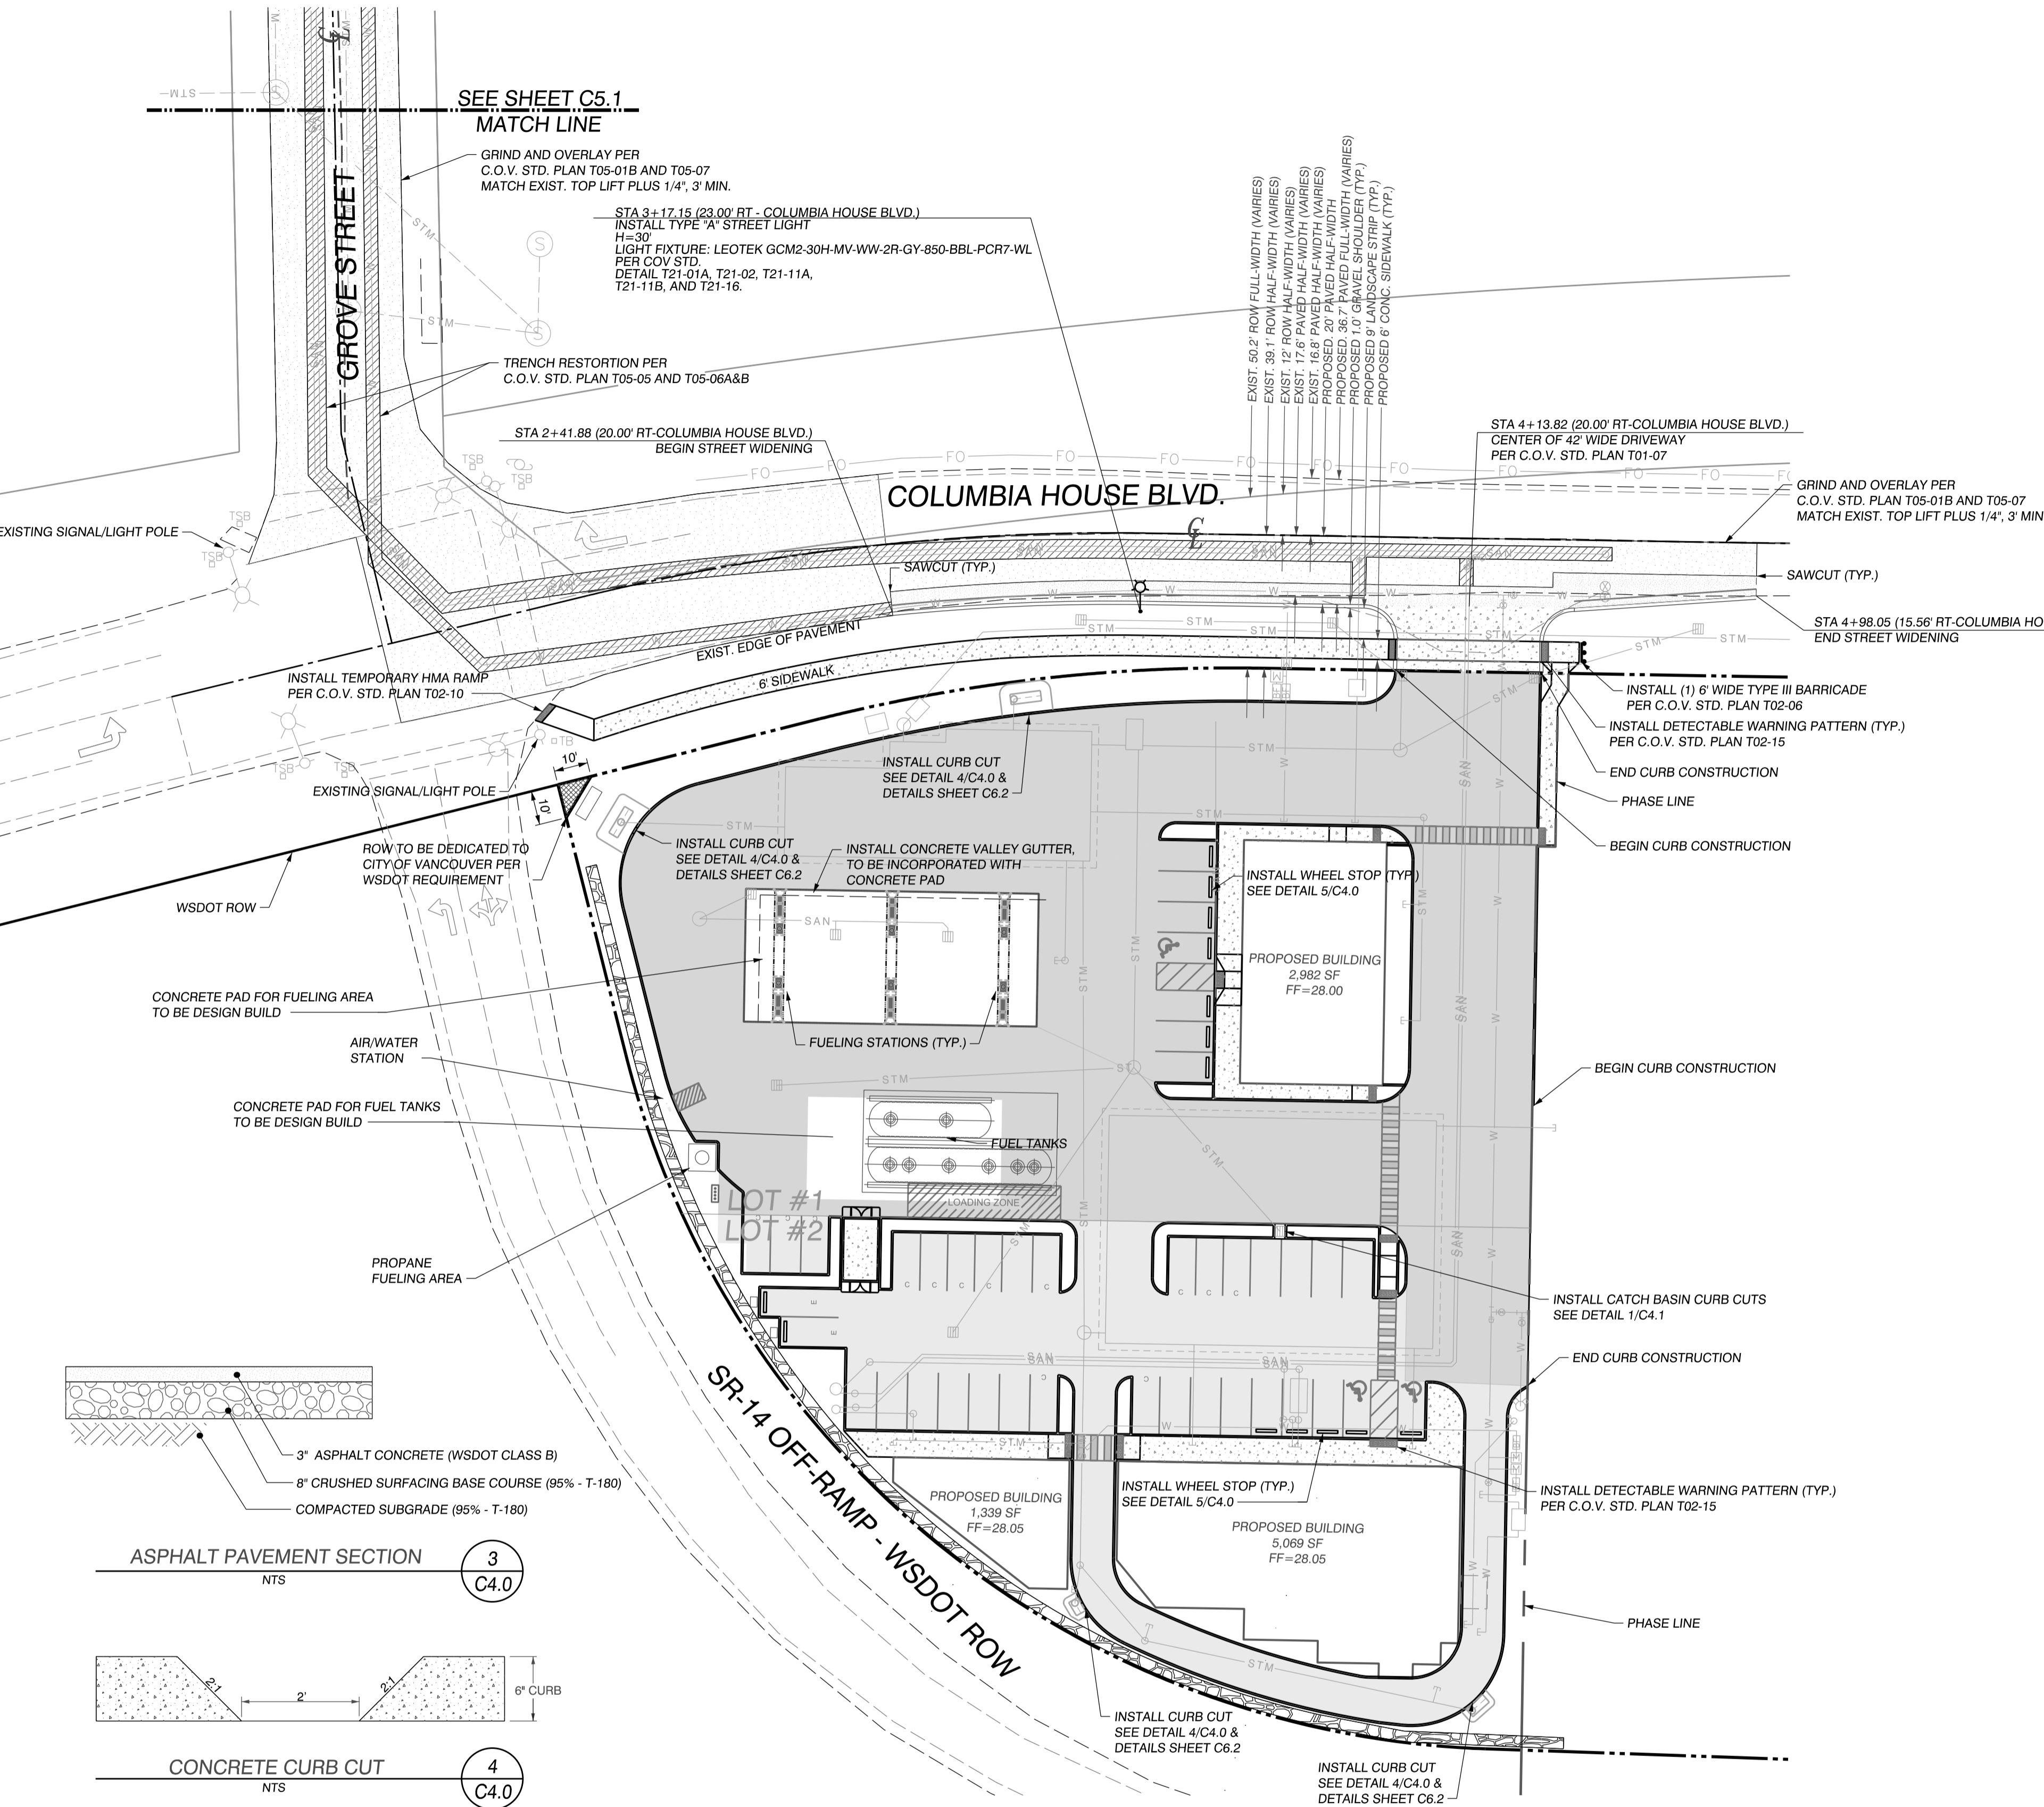 SEE SHEET C5.1
MATCH LINE
GRIND AND OVERLAY PER
C.O.V. STD. PLAN T05-01B AND T05-07
MATCH EXIST. TOP LIFT PLUS 1/4", 3' MIN.
STA 3+17.15 (23.00' RT - COLUMBIA HOUSE BLVD.)
INSTALL TYPE "A" STREET LIGHT
H=30'
LIGHT FIXTURE: LEOTEK GCM2-30H-MV-WW-2R-GY-850-BBL-PCR7-WL
PER COV STD.
DETAIL T21-01A, T21-02, T21-11A,
T21-11B, AND T21-16.
GROVE STREET
TRENCH RESTORTION PER
C.O.V. STD. PLAN T05-05 AND T05-06A&B
STA 2+41.88 (20.00' RT-COLUMBIA HOUSE BLVD.)
BEGIN STREET WIDENING
EXIST. 50.2' ROW FULL-WIDTH (VAIRIES)
EXIST. 39.1' ROW HALF-WIDTH (VAIRIES)
EXIST. 12' ROW HALF-WIDTH (VAIRIES)
EXIST. 17.6' PAVED HALF-WIDTH (VAIRIES)
EXIST. 16.8' PAVED HALF-WIDTH (VAIRIES)
PROPOSED. 20' PAVED HALF-WIDTH
PROPOSED. 36.7' PAVED FULL-WIDTH (VAIRIES)
PROPOSED 1.0' GRAVEL SHOULDER (TYP.)
PROPOSED 9' LANDSCAPE STRIP (TYP.)
PROPOSED 6' CONC. SIDEWALK (TYP.)
STA 4+13.82 (20.00' RT-COLUMBIA HOUSE BLVD.)
CENTER OF 42' WIDE DRIVEWAY
PER C.O.V. STD. PLAN T01-07
COLUMBIA HOUSE BLVD.
GRIND AND OVERLAY PER
C.O.V. STD. PLAN T05-01B AND T05-07
MATCH EXIST. TOP LIFT PLUS 1/4", 3' MIN
EXISTING SIGNAL/LIGHT POLE
SAWCUT (TYP.)
SAWCUT (TYP.)
STA 4+98.05 (15.56' RT-COLUMBIA HO
END STREET WIDENING
EXIST. EDGE OF PAVEMENT
6' SIDEWALK
INSTALL TEMPORARY HMA RAMP
PER C.O.V. STD. PLAN T02-10
INSTALL (1) 6' WIDE TYPE III BARRICADE
PER C.O.V. STD. PLAN T02-06
INSTALL DETECTABLE WARNING PATTERN (TYP.)
PER C.O.V. STD. PLAN T02-15
END CURB CONSTRUCTION
PHASE LINE
BEGIN CURB CONSTRUCTION
10'
10'
EXISTING SIGNAL/LIGHT POLE
INSTALL CURB CUT
SEE DETAIL 4/C4.0 &
DETAILS SHEET C6.2
ROW TO BE DEDICATED TO
CITY OF VANCOUVER PER
WSDOT REQUIREMENT
WSDOT ROW
INSTALL CURB CUT
SEE DETAIL 4/C4.0 &
DETAILS SHEET C6.2
INSTALL CONCRETE VALLEY GUTTER,
TO BE INCORPORATED WITH
CONCRETE PAD
INSTALL WHEEL STOP (TYP.)
SEE DETAIL 5/C4.0
PROPOSED BUILDING
2,982 SF
FF=28.00
CONCRETE PAD FOR FUELING AREA
TO BE DESIGN BUILD
FUELING STATIONS (TYP.)
AIR/WATER
STATION
BEGIN CURB CONSTRUCTION
CONCRETE PAD FOR FUEL TANKS
TO BE DESIGN BUILD
FUEL TANKS
LOADING ZONE
LOT #1
LOT #2
PROPANE
FUELING AREA
INSTALL CATCH BASIN CURB CUTS
SEE DETAIL 1/C4.1
END CURB CONSTRUCTION
SR-14 OFF-RAMP - WSDOT ROW
PROPOSED BUILDING
1,339 SF
FF=28.05
INSTALL WHEEL STOP (TYP.)
SEE DETAIL 5/C4.0
PROPOSED BUILDING
5,069 SF
FF=28.05
INSTALL DETECTABLE WARNING PATTERN (TYP.)
PER C.O.V. STD. PLAN T02-15
PHASE LINE
INSTALL CURB CUT
SEE DETAIL 4/C4.0 &
DETAILS SHEET C6.2
INSTALL CURB CUT
SEE DETAIL 4/C4.0 &
DETAILS SHEET C6.2
3" ASPHALT CONCRETE (WSDOT CLASS B)
8" CRUSHED SURFACING BASE COURSE (95% - T-180)
COMPACTED SUBGRADE (95% - T-180)
ASPHALT PAVEMENT SECTION
NTS
3
C4.0
2:1
2'
2:1
6" CURB
CONCRETE CURB CUT
NTS
4
C4.0